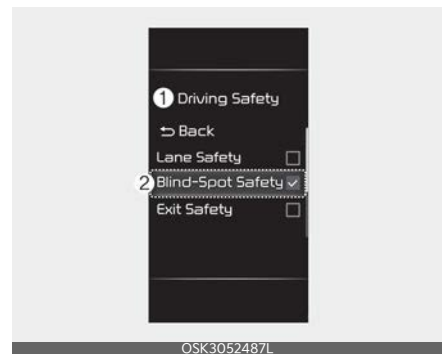 1 Driving Safety
Back
Lane Safety
2 Blind-Spot Safety
Exit Safety
OSK3052487L